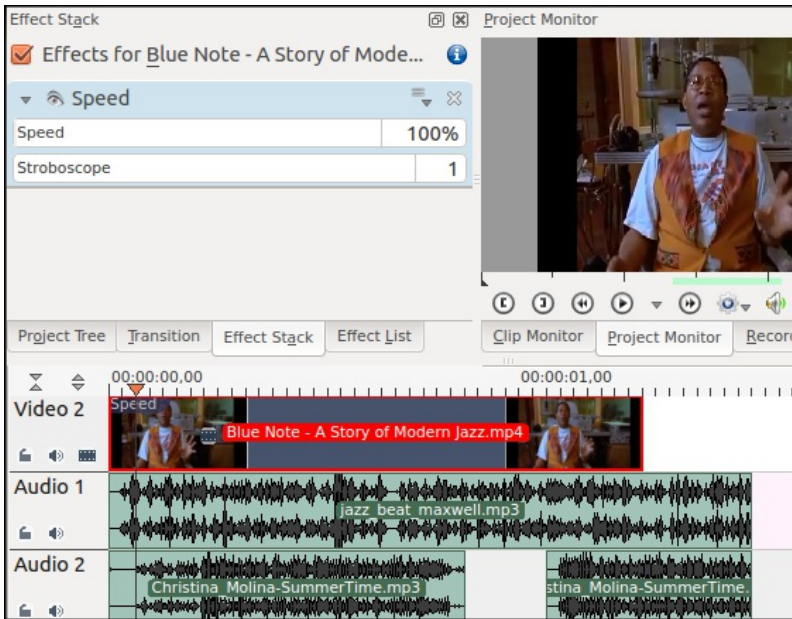 Effect Stack
Project Monitor
Effects for Blue Note - A Story of Mode...
Speed
Speed 100%
Stroboscope 1
Project Tree Transition Effect Stack Effect List
Clip Monitor Project Monitor Recor
00:00:00,00 00:00:01,00
Video 2
Speed
Blue Note - A Story of Modern Jazz.mp4
Audio 1
jazz_beat_maxwell.mp3
Audio 2
Christina_Molina-SummerTime.mp3
stina_Molina-SummerTime.